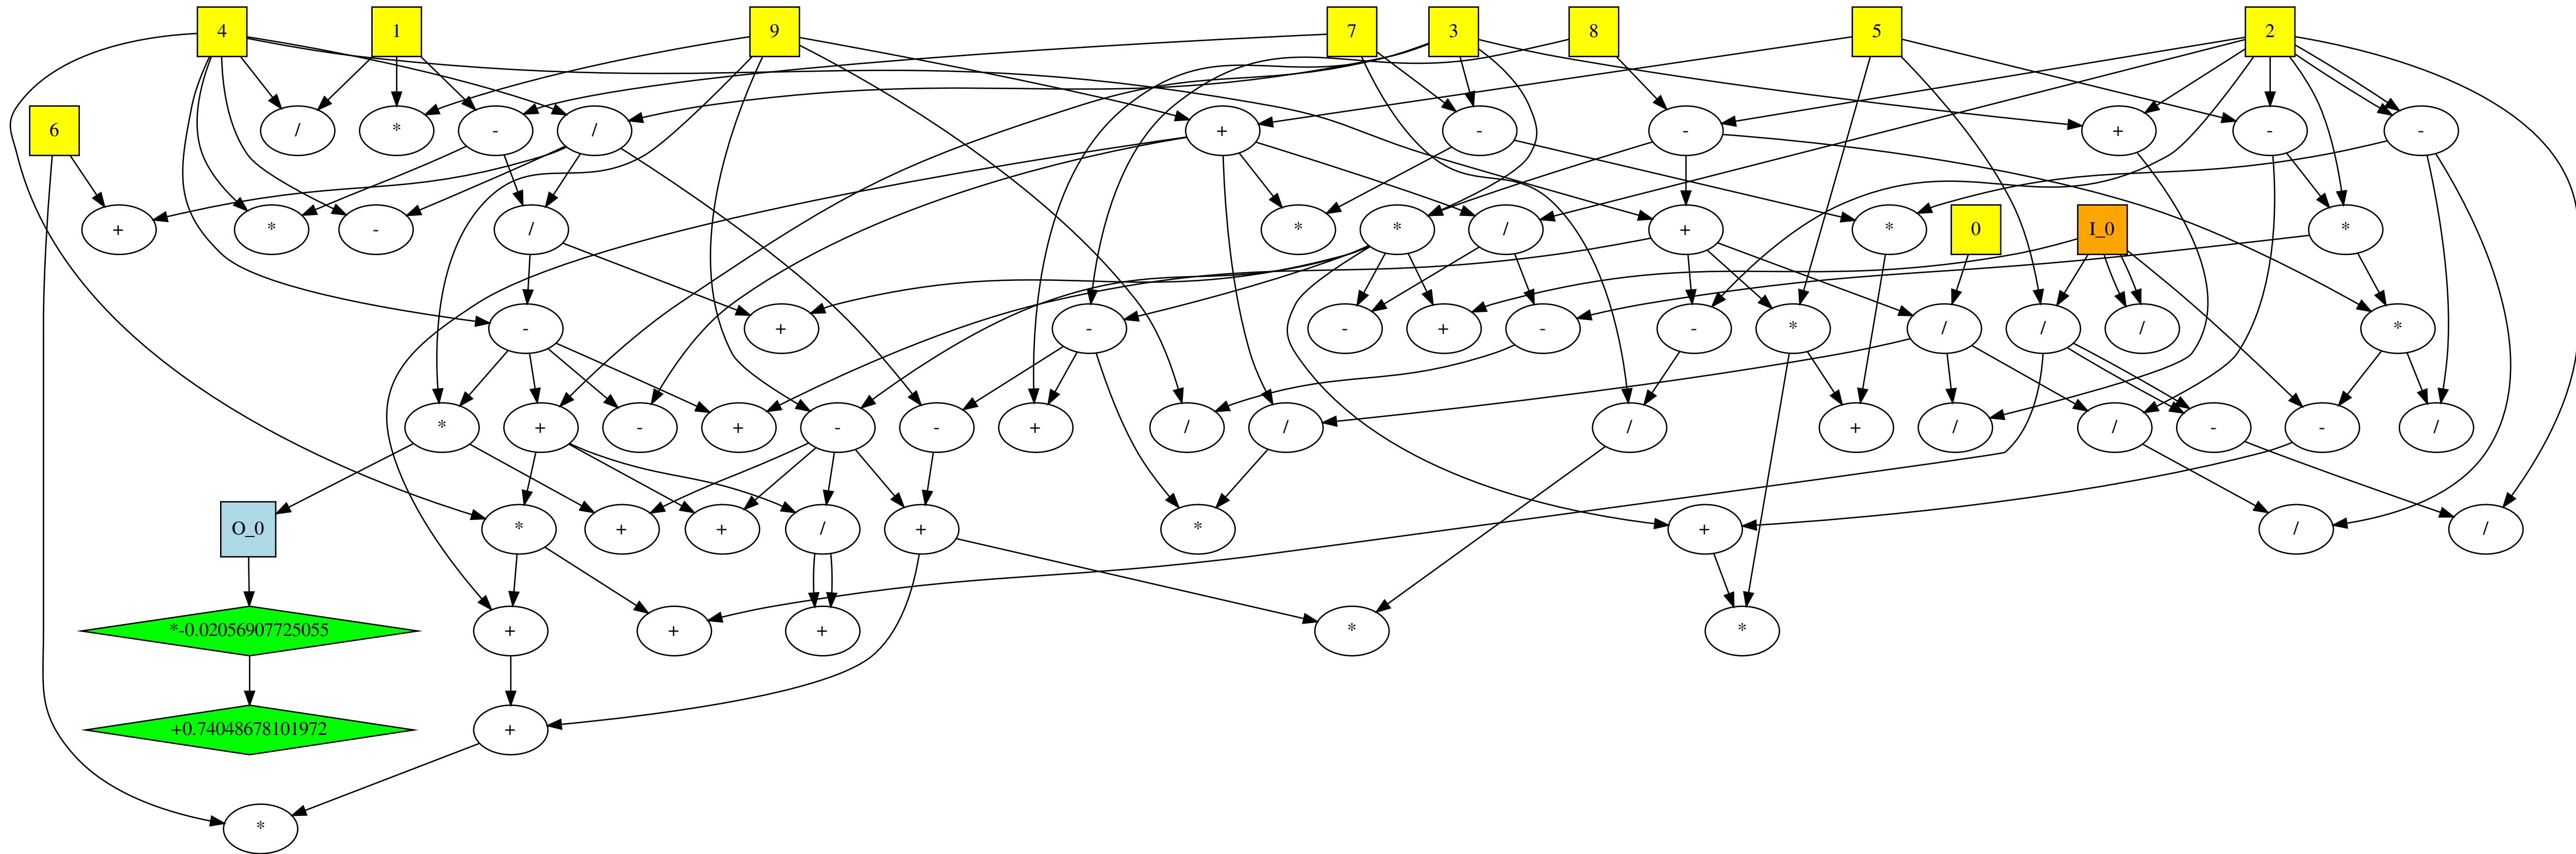 4 1 9 7 3 8 5 2
6 / * - / + - - + - -
+ * - / * * / + * 0 I_0 *
- + - - + - - * / / / *
* + - + - - + / / / + / / - - /
O_0 * + + / + * + / /
*-0.02056907725055 + + + * *
+0.74048678101972 +
*